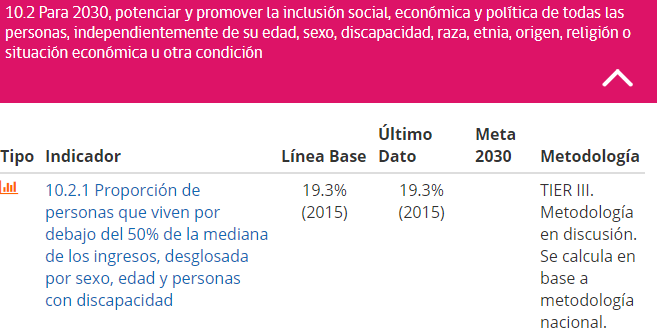 10.2 Para 2030, potenciar y promover la inclusión social, económica y política de todas las
personas, independientemente de su edad, sexo, discapacidad, raza, etnia, origen, religión o
situación económica u otra condición
Tipo Indicador Línea Base Último Dato Meta 2030 Metodología
10.2.1 Proporción de
personas que viven por
debajo del 50% de la mediana
de los ingresos, desglosada
por sexo, edad y personas
con discapacidad
19.3%
(2015)
19.3%
(2015)
TIER III.
Metodología
en discusión.
Se calcula en
base a
metodología
nacional.